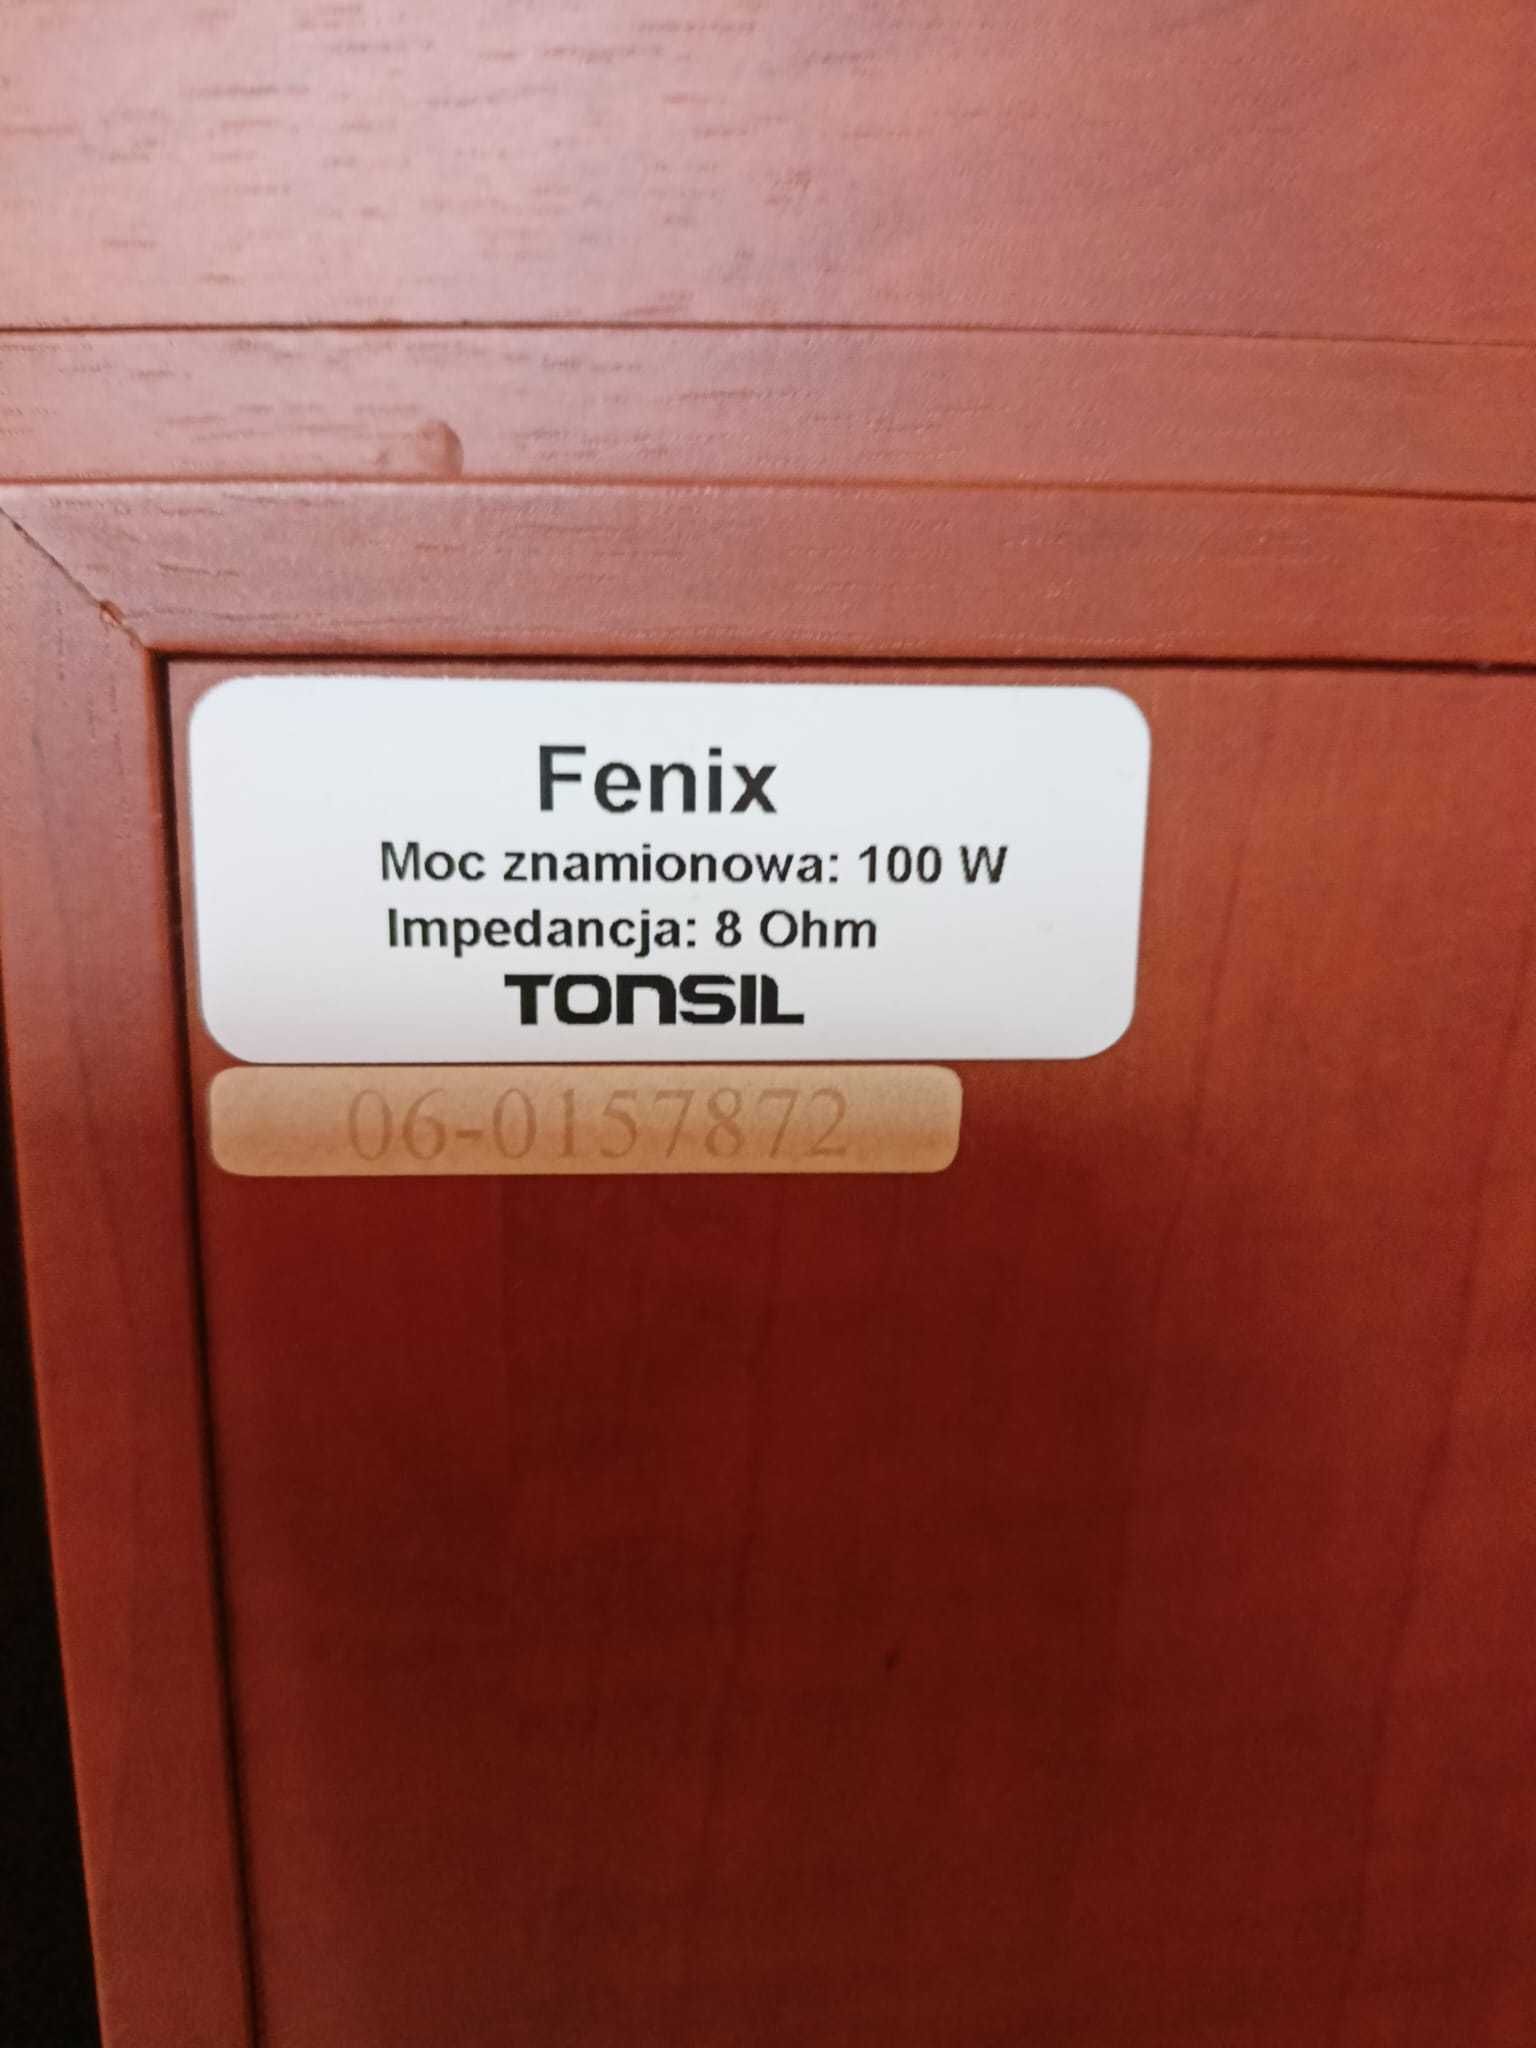 Fenix
Moc znamionowa: 100 W
Impedancja: 8 Ohm
TONSIL
06-0157872